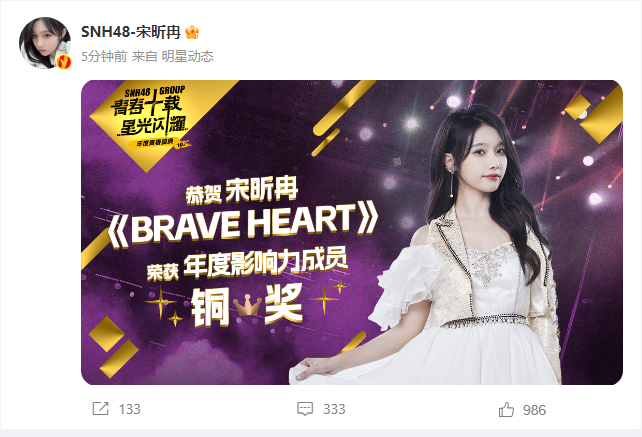 SNH48-宋昕冉
5分钟前 来自 明星动态
SNH48 GROUP
青春十载
星光闪耀
年度青春盛典
恭贺 宋昕冉
《BRAVE HEART》
荣获 年度影响力成员
铜奖
133
333
986